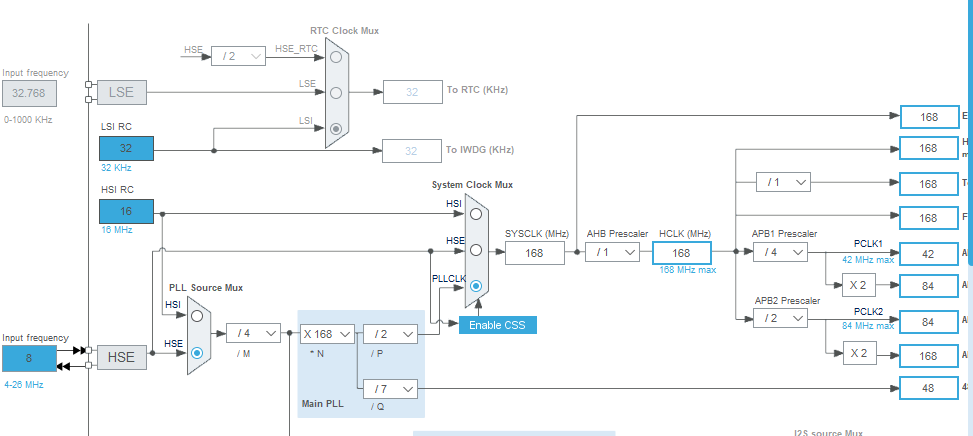 RTC Clock Mux
HSE
/ 2
HSE_RTC
Input frequency
32.768
0-1000 KHz
LSE
LSE
32
To RTC (KHz)
LSI RC
32
32 KHz
LSI
32
To IWDG (KHz)
HSI RC
16
16 MHz
System Clock Mux
HSI
HSE
PLLCLK
SYSCLK (MHz)
168
AHB Prescaler
/ 1
HCLK (MHz)
168
168 MHz max
168
168
/ 1
168
168
APB1 Prescaler
/ 4
PCLK1
42 MHz max
42
X 2
84
APB2 Prescaler
/ 2
PCLK2
84 MHz max
84
X 2
168
48
PLL Source Mux
HSI
HSE
Input frequency
8
4-26 MHz
HSE
/ 4
/ M
X 168
* N
/ 2
/ P
Enable CSS
/ 7
/ Q
Main PLL
I2S source Mux